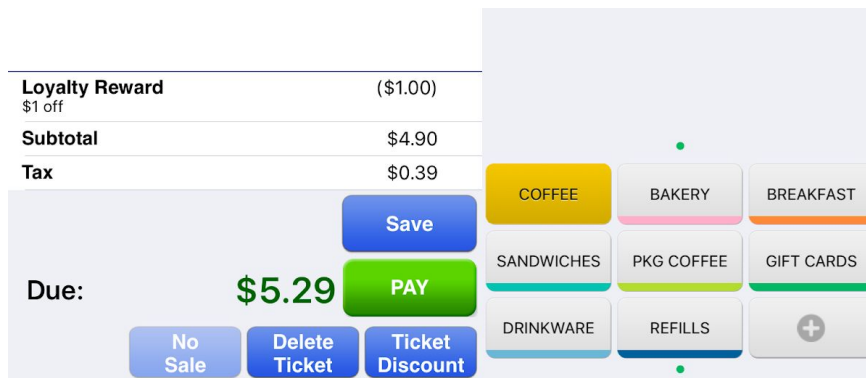 Loyalty Reward ($1.00)
$1 off
Subtotal $4.90
Tax $0.39
Save
Due: $5.29 PAY
No Sale
Delete Ticket
Ticket Discount
COFFEE BAKERY BREAKFAST
SANDWICHES PKG COFFEE GIFT CARDS
DRINKWARE REFILLS